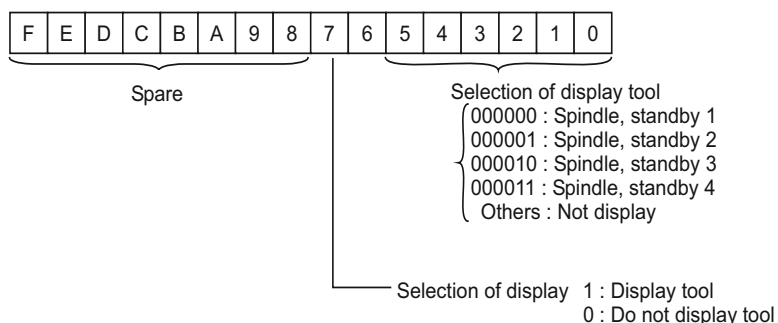 F E D C B A 9 8 7 6 5 4 3 2 1 0
Spare
Selection of display tool
000000 : Spindle, standby 1
000001 : Spindle, standby 2
000010 : Spindle, standby 3
000011 : Spindle, standby 4
Others : Not display
Selection of display 1 : Display tool
0 : Do not display tool